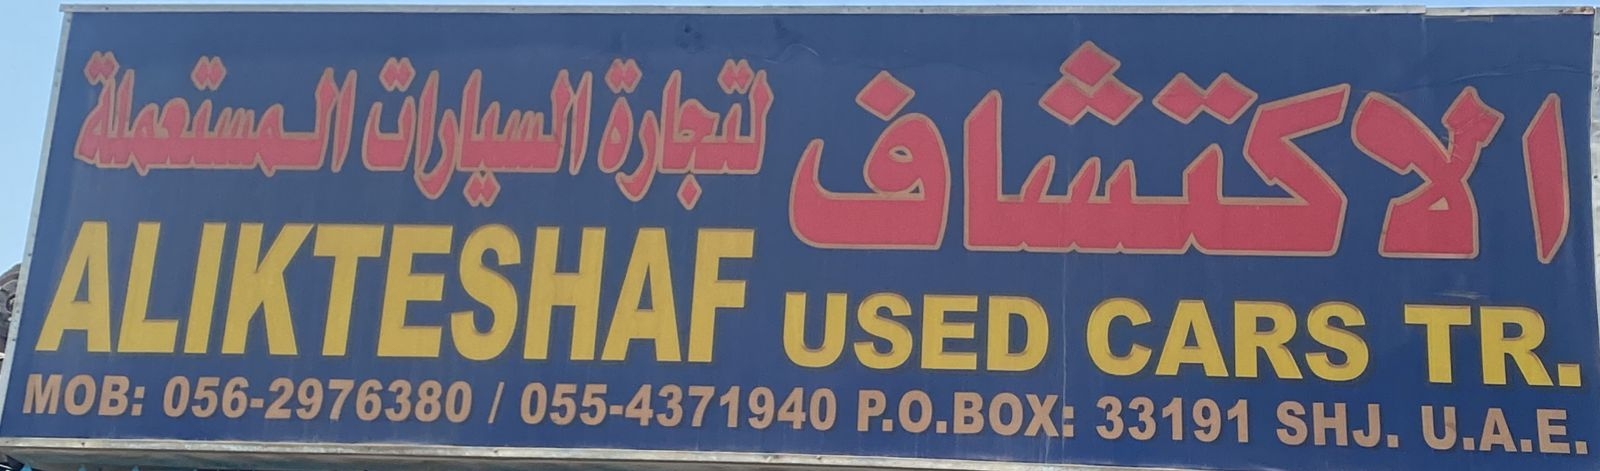 الاكتشاف لتجارة السيارات المستعملة
ALIKTESHAF USED CARS TR.
MOB: 056-2976380 / 055-4371940 P.O.BOX: 33191 SHJ. U.A.E.